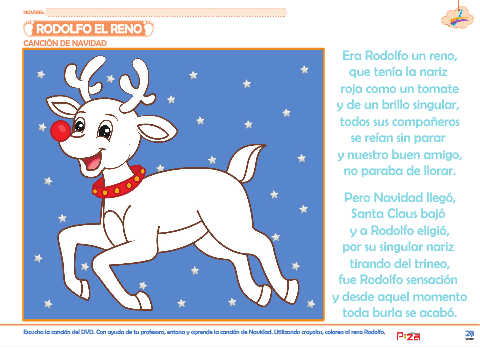 NOMBRE:
RODOLFO EL RENO
CANCIÓN DE NAVIDAD
Era Rodolfo un reno,
que tenía la nariz
roja como un tomate
y de un brillo singular,
todos sus compañeros
se reían sin parar
y nuestro buen amigo,
no paraba de llorar.
Pero Navidad llegó,
Santa Claus bajó
y a Rodolfo eligió,
por su singular nariz
tirando del trineo,
fue Rodolfo sensación
y desde aquel momento
toda burla se acabó.
Escucha la canción del DVD. Con ayuda de tu profesora, entona y aprende la canción de Navidad. Utilizando crayolas, colorea al reno Rodolfo.